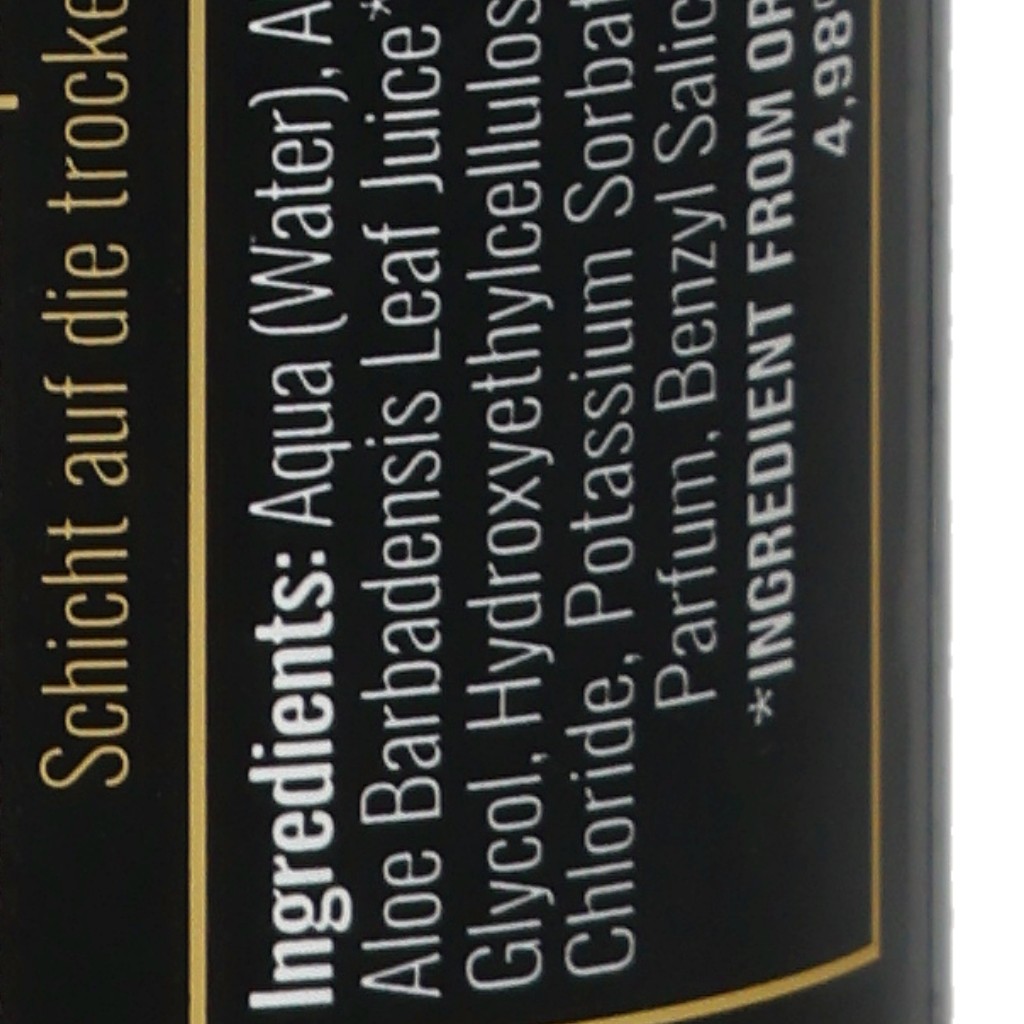 Schicht auf die trocke
Ingredients: Aqua (Water), A
Aloe Barbadensis Leaf Juice*
Glycol, Hydroxyethylcellulos
Chloride, Potassium Sorbat
Parfum, Benzyl Salic
*INGREDIENT FROM OR
4,98